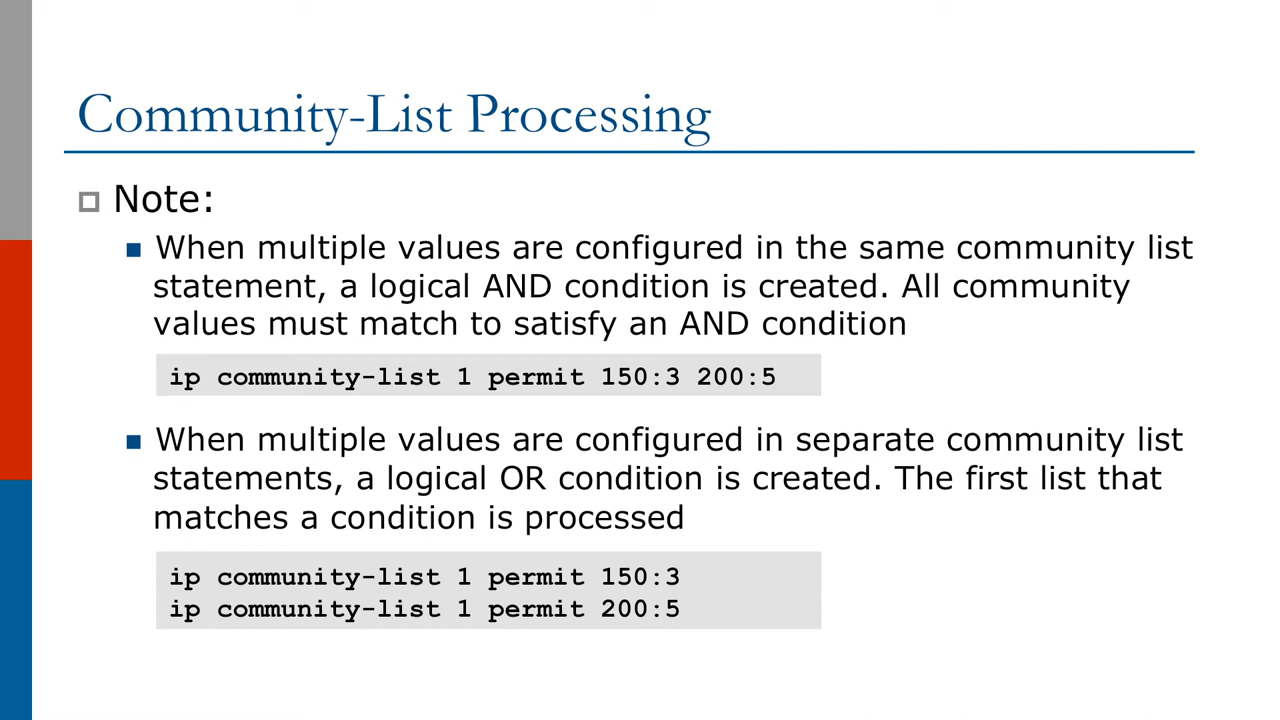 Community-List Processing
Note:
When multiple values are configured in the same community list
statement, a logical AND condition is created. All community
values must match to satisfy an AND condition
ip community-list 1 permit 150:3 200:5
When multiple values are configured in separate community list
statements, a logical OR condition is created. The first list that
matches a condition is processed
ip community-list 1 permit 150:3
ip community-list 1 permit 200:5